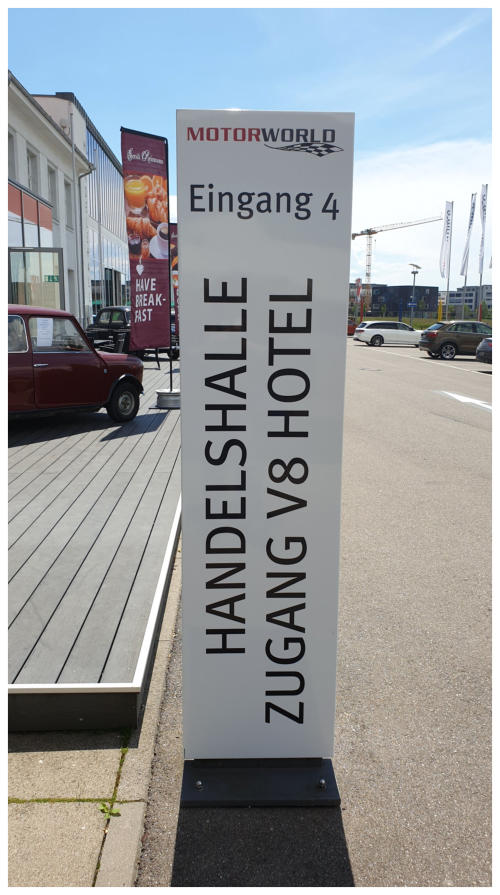 MOTORWORLD
Eingang 4
HANDELSHALLE
ZUGANG V8 HOTEL
HAVE
BREAK-
FAST